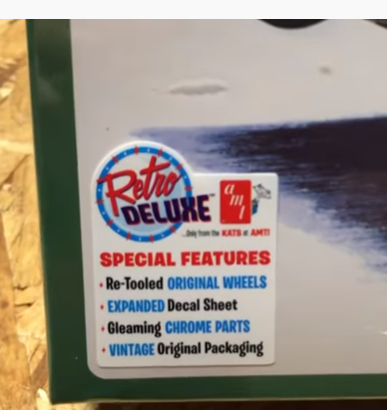 Retro
DELUXE™
amt
...Only from the KATS at AMT!
SPECIAL FEATURES
• Re-Tooled ORIGINAL WHEELS
• EXPANDED Decal Sheet
• Gleaming CHROME PARTS
• VINTAGE Original Packaging